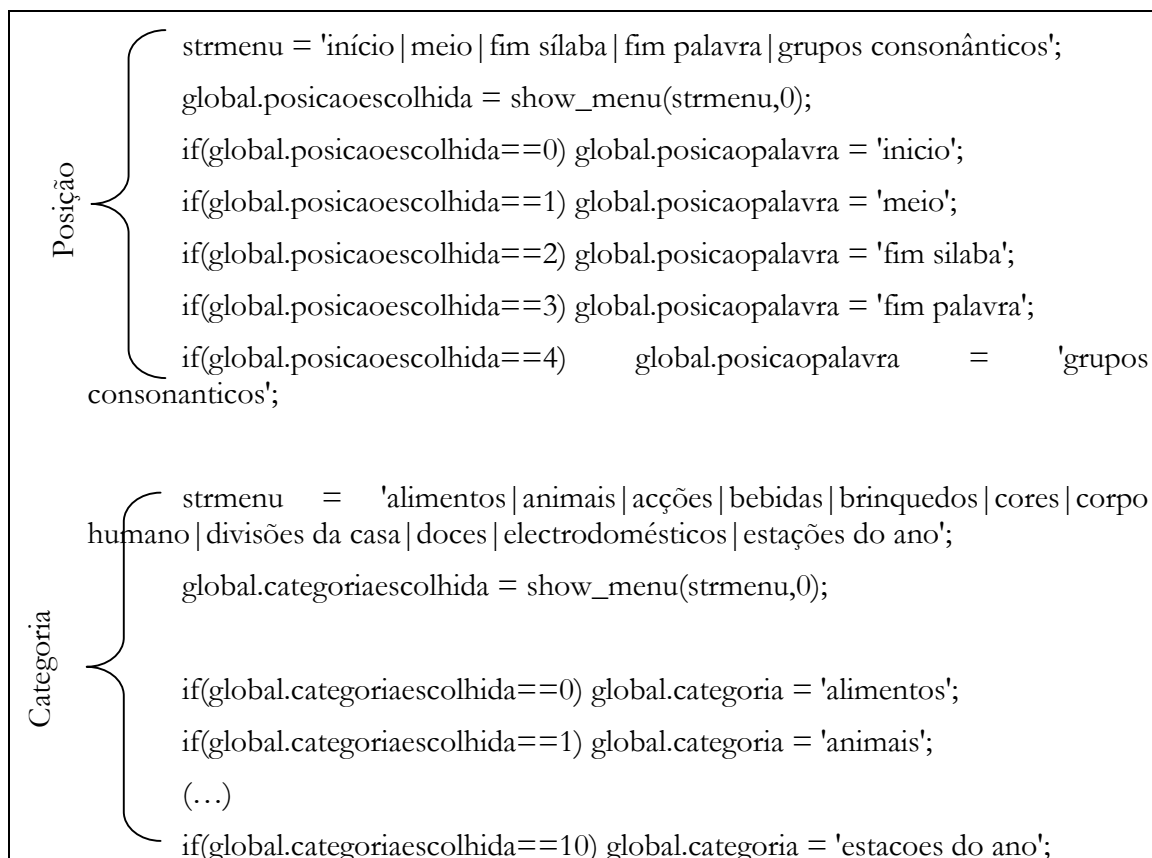 Posição
strmenu = 'início|meio|fim sílaba|fim palavra|grupos consonânticos';
global.posicaoescolhida = show_menu(strmenu,0);
if(global.posicaoescolhida==0) global.posicaopalavra = 'inicio';
if(global.posicaoescolhida==1) global.posicaopalavra = 'meio';
if(global.posicaoescolhida==2) global.posicaopalavra = 'fim silaba';
if(global.posicaoescolhida==3) global.posicaopalavra = 'fim palavra';
if(global.posicaoescolhida==4) global.posicaopalavra = 'grupos
consonanticos';
Categoria
strmenu = 'alimentos|animais|acções|bebidas|brinquedos|cores|corpo
humano|divisões da casa|doces|electrodomésticos|estações do ano';
global.categoriaescolhida = show_menu(strmenu,0);
if(global.categoriaescolhida==0) global.categoria = 'alimentos';
if(global.categoriaescolhida==1) global.categoria = 'animais';
(…)
if(global.categoriaescolhida==10) global.categoria = 'estacoes do ano';